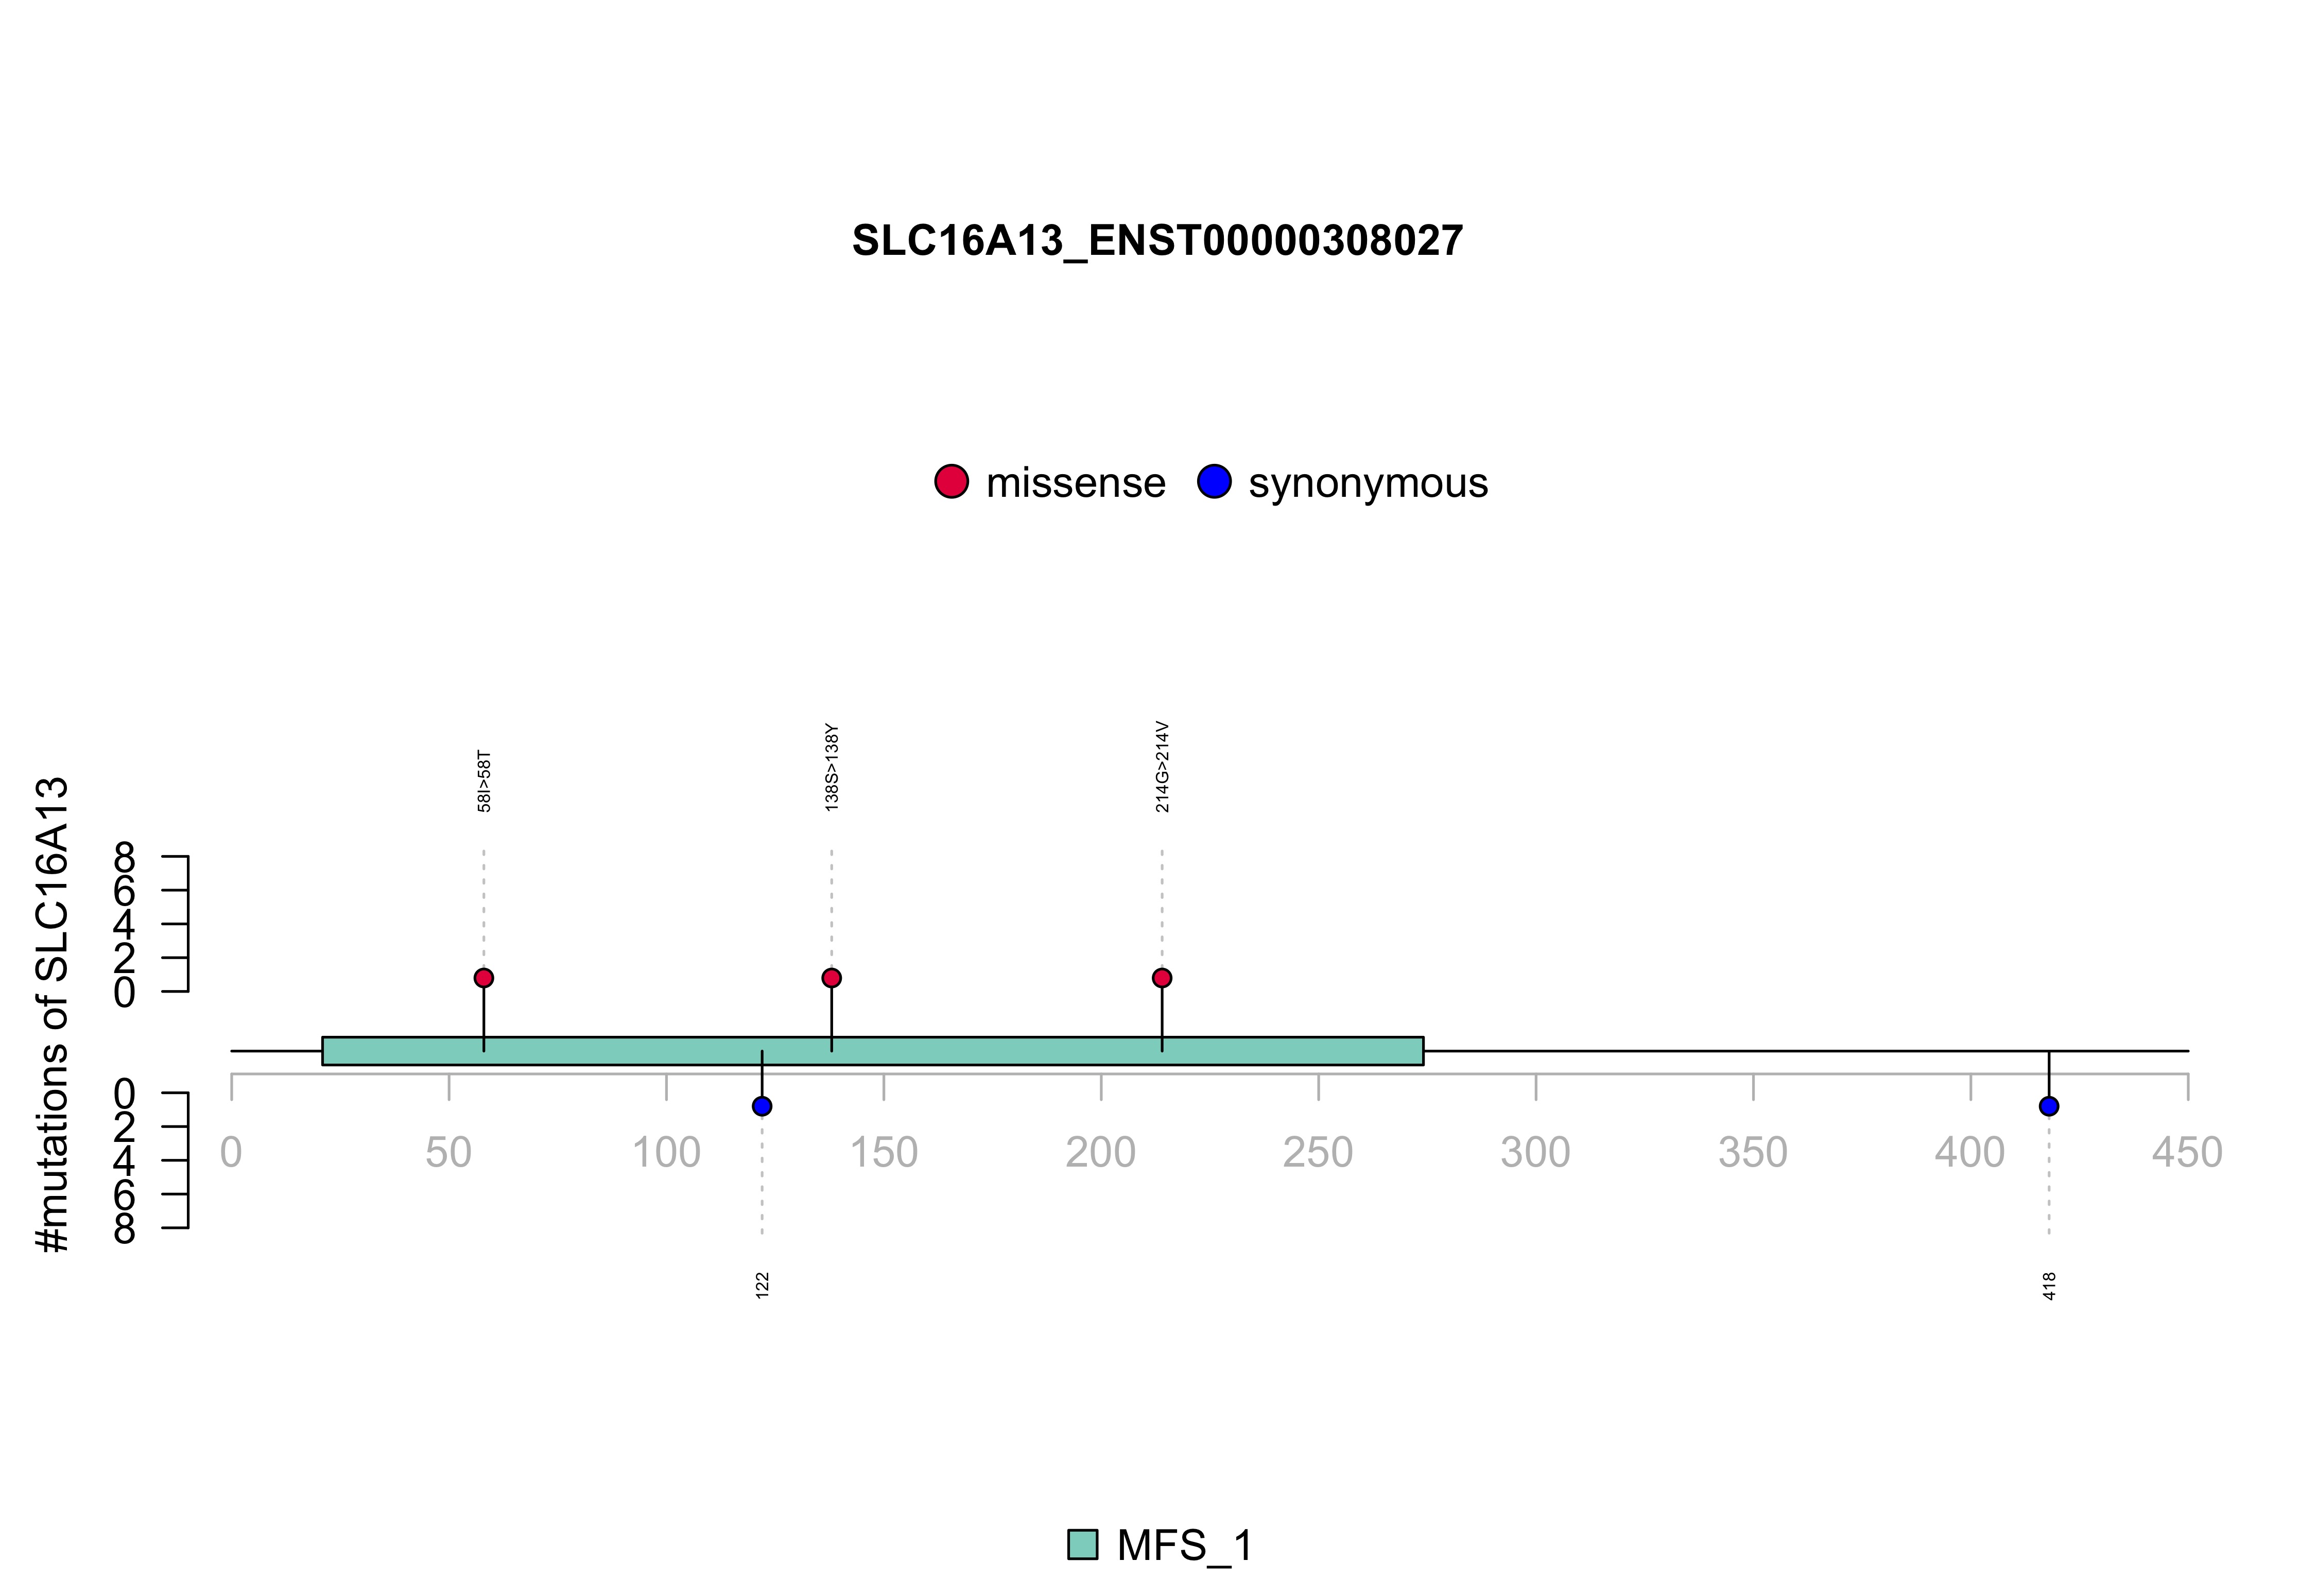 SLC16A13_ENST00000308027
missense synonymous
58I>58T 138S>138Y 214G>214V
#mutations of SLC16A13
8
6
4
2
0
0
2
4
6
8
0 50 100 150 200 250 300 350 400 450
122 418
MFS_1